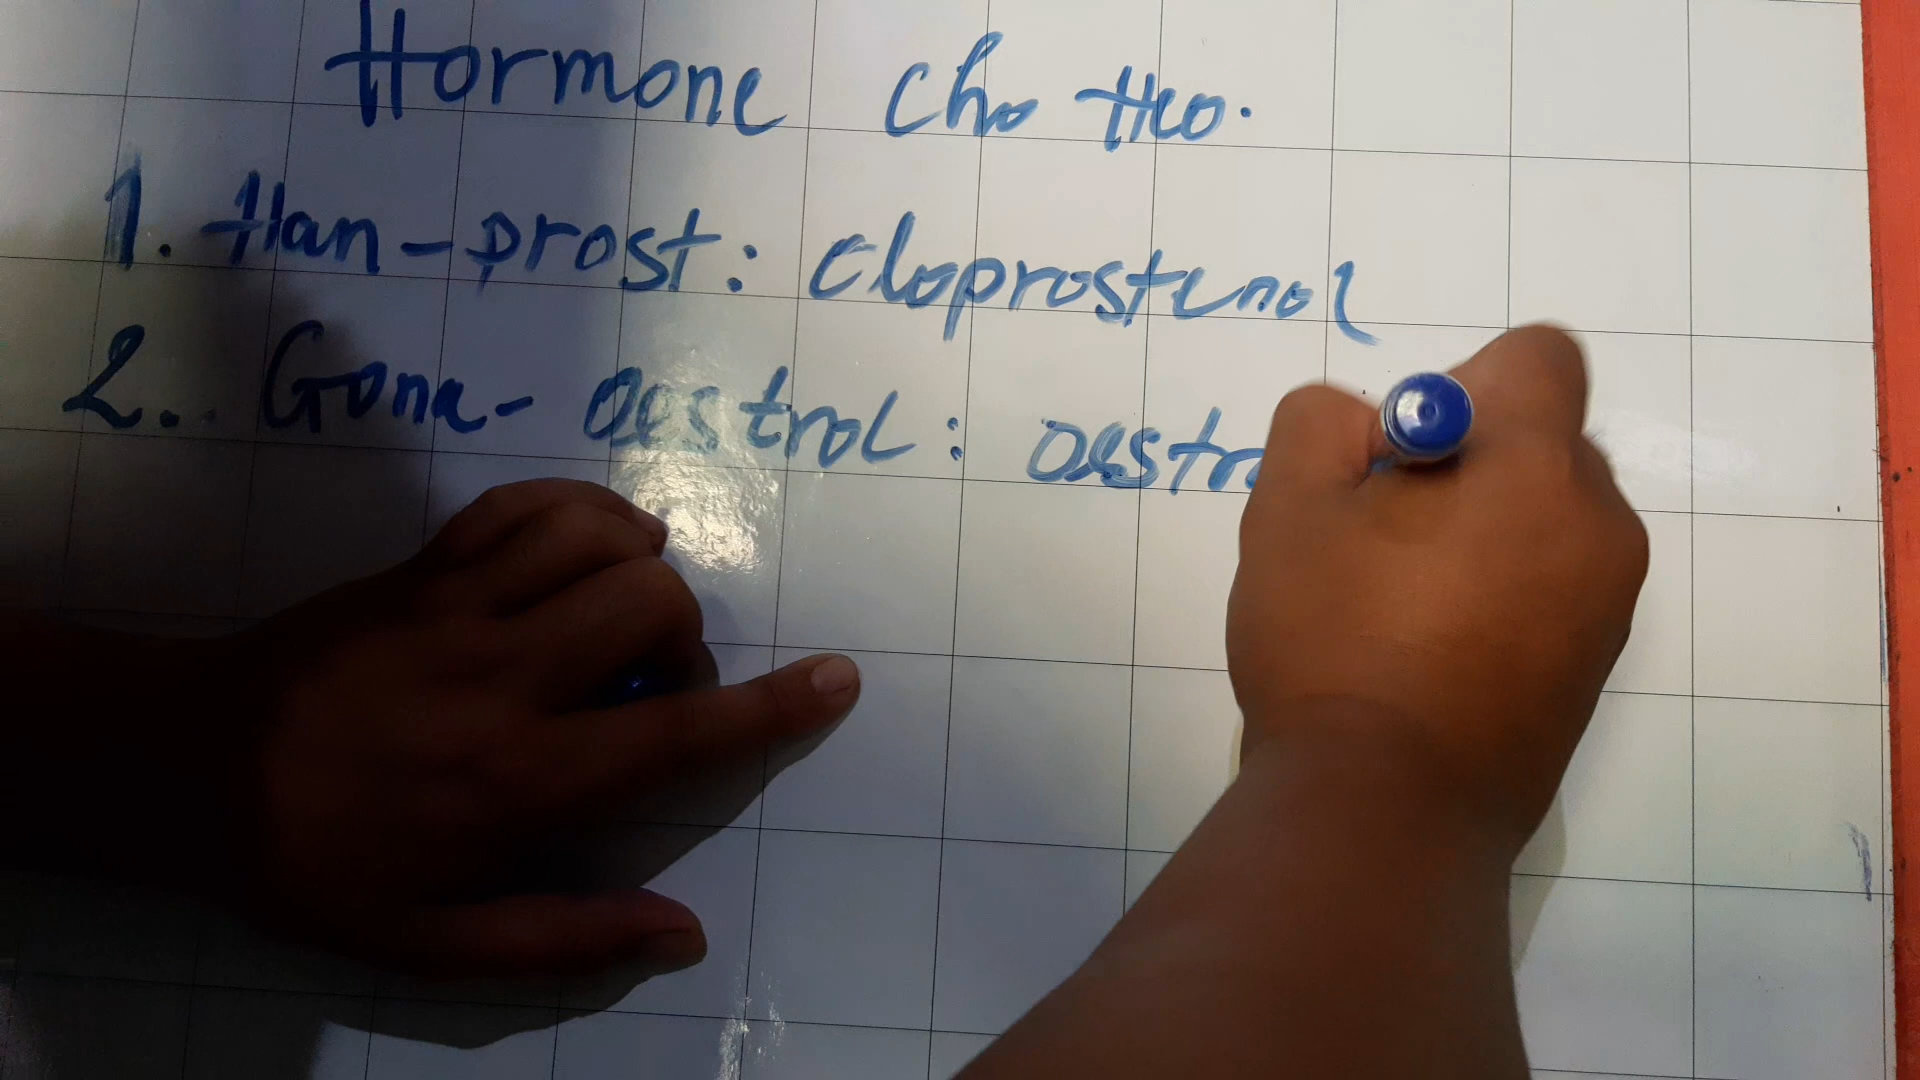 Hormone cho Heo.
1. Han-prost: Cloprostenol
2.. Gona-oestrol: oestr